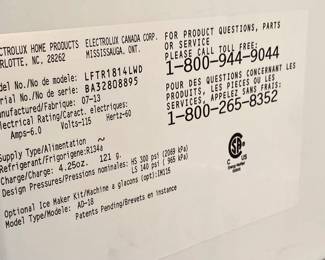 ELECTROLUX HOME PRODUCTS ELECTROLUX CANADA CORP.
CHARLOTTE, NC, 28262 MISSISSAUGA, ONT.
Model No./No de model LFTR1814LWD
Serial No./No de serie BA32808895
Manufactured/Fabrique: 07-13
Electrical Rating/Caract. electriques:
Amps-6.0 Volts-115 Hertz-60
Supply Type/Alimentation ~
Refrigerant/Frigorigene:R134a
Charge/Charge: 4.25oz. 121 g.
Design Pressures/Pressions nominales: HS 300 psi (2069 kPa)
LS 140 psi (965 kPa)
Optional Ice Maker Kit/Machine a glacons (opt):IM115
Model Type/Modele: AD-18
Patents Pending/Brevets en instance
FOR PRODUCT QUESTIONS, PARTS
OR SERVICE
PLEASE CALL TOLL FREE:
1-800-944-9044
POUR DES QUESTIONS CONCERNANT LES
PRODUITS, LES PIECES OU
DU SERVICE, APPELEZ SANS FRAIS:
1-800-265-8352
C US